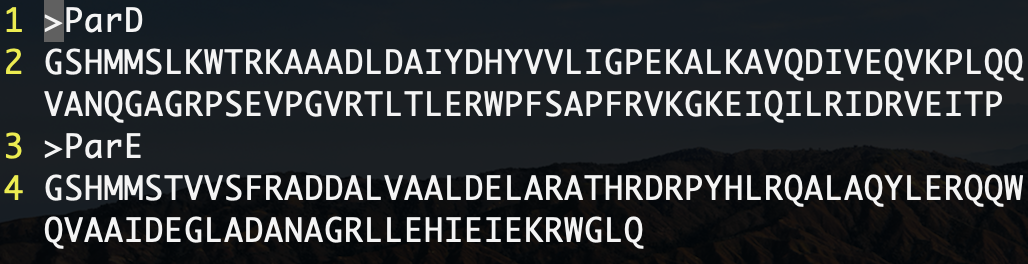 1 >ParD
2 GSHMMSLKWTRKAAADLDAIYDHYVVLIGPEKALKAVQDIVEQVKPLQQ
VANQGAGRPSEVPGVRTLTLERWPFSAPFRVKGKEIQILRIDRVEITP
3 >ParE
4 GSHMMSTVVSFRADDALVAALDELARATHRDRPYHLRQALAQYLERQQW
QVAAIDEGLADANAGRLLEHIEIEKRWGLQ